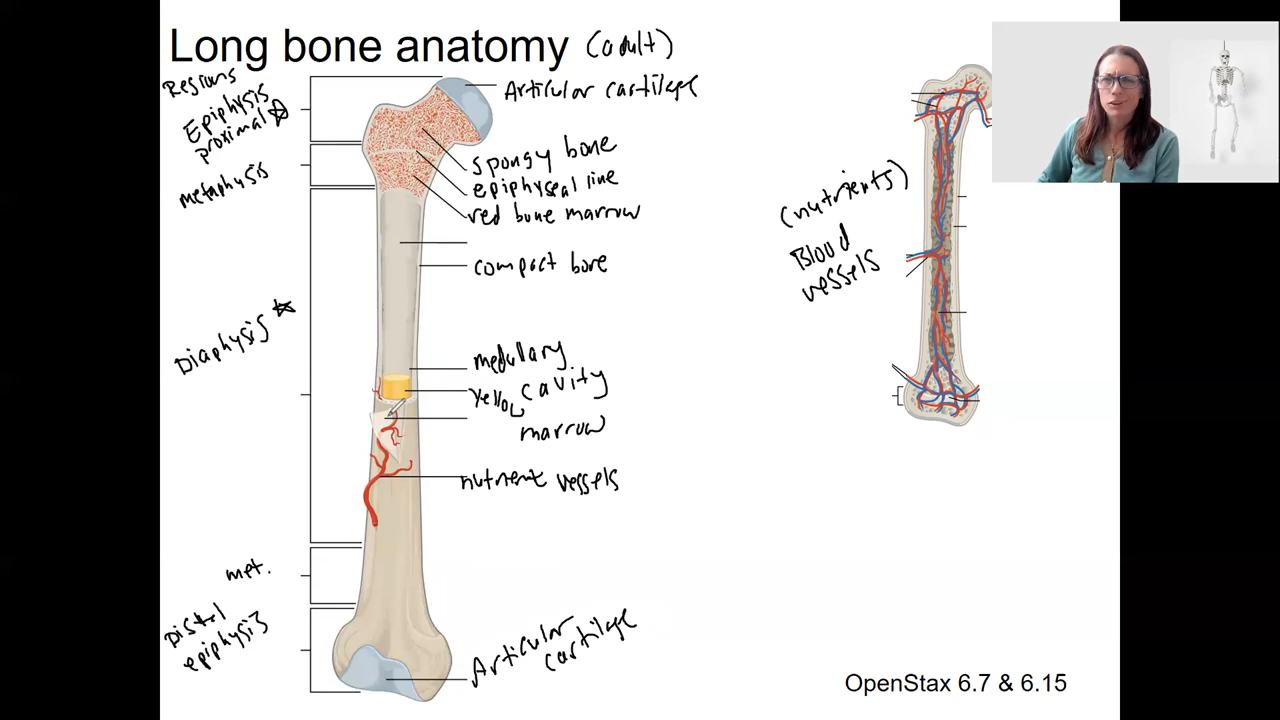 Long bone anatomy (adult)
Regions
Epiphysis
proximal
metaphysis
Diaphysis
met.
Distal
epiphysis
Articular cartilage
spongy bone
epiphyseal line
red bone marrow
compact bone
medullary
cavity
Yellow
marrow
nutrient vessels
Articular
cartilage
(nutrients)
Blood
vessels
OpenStax 6.7 & 6.15